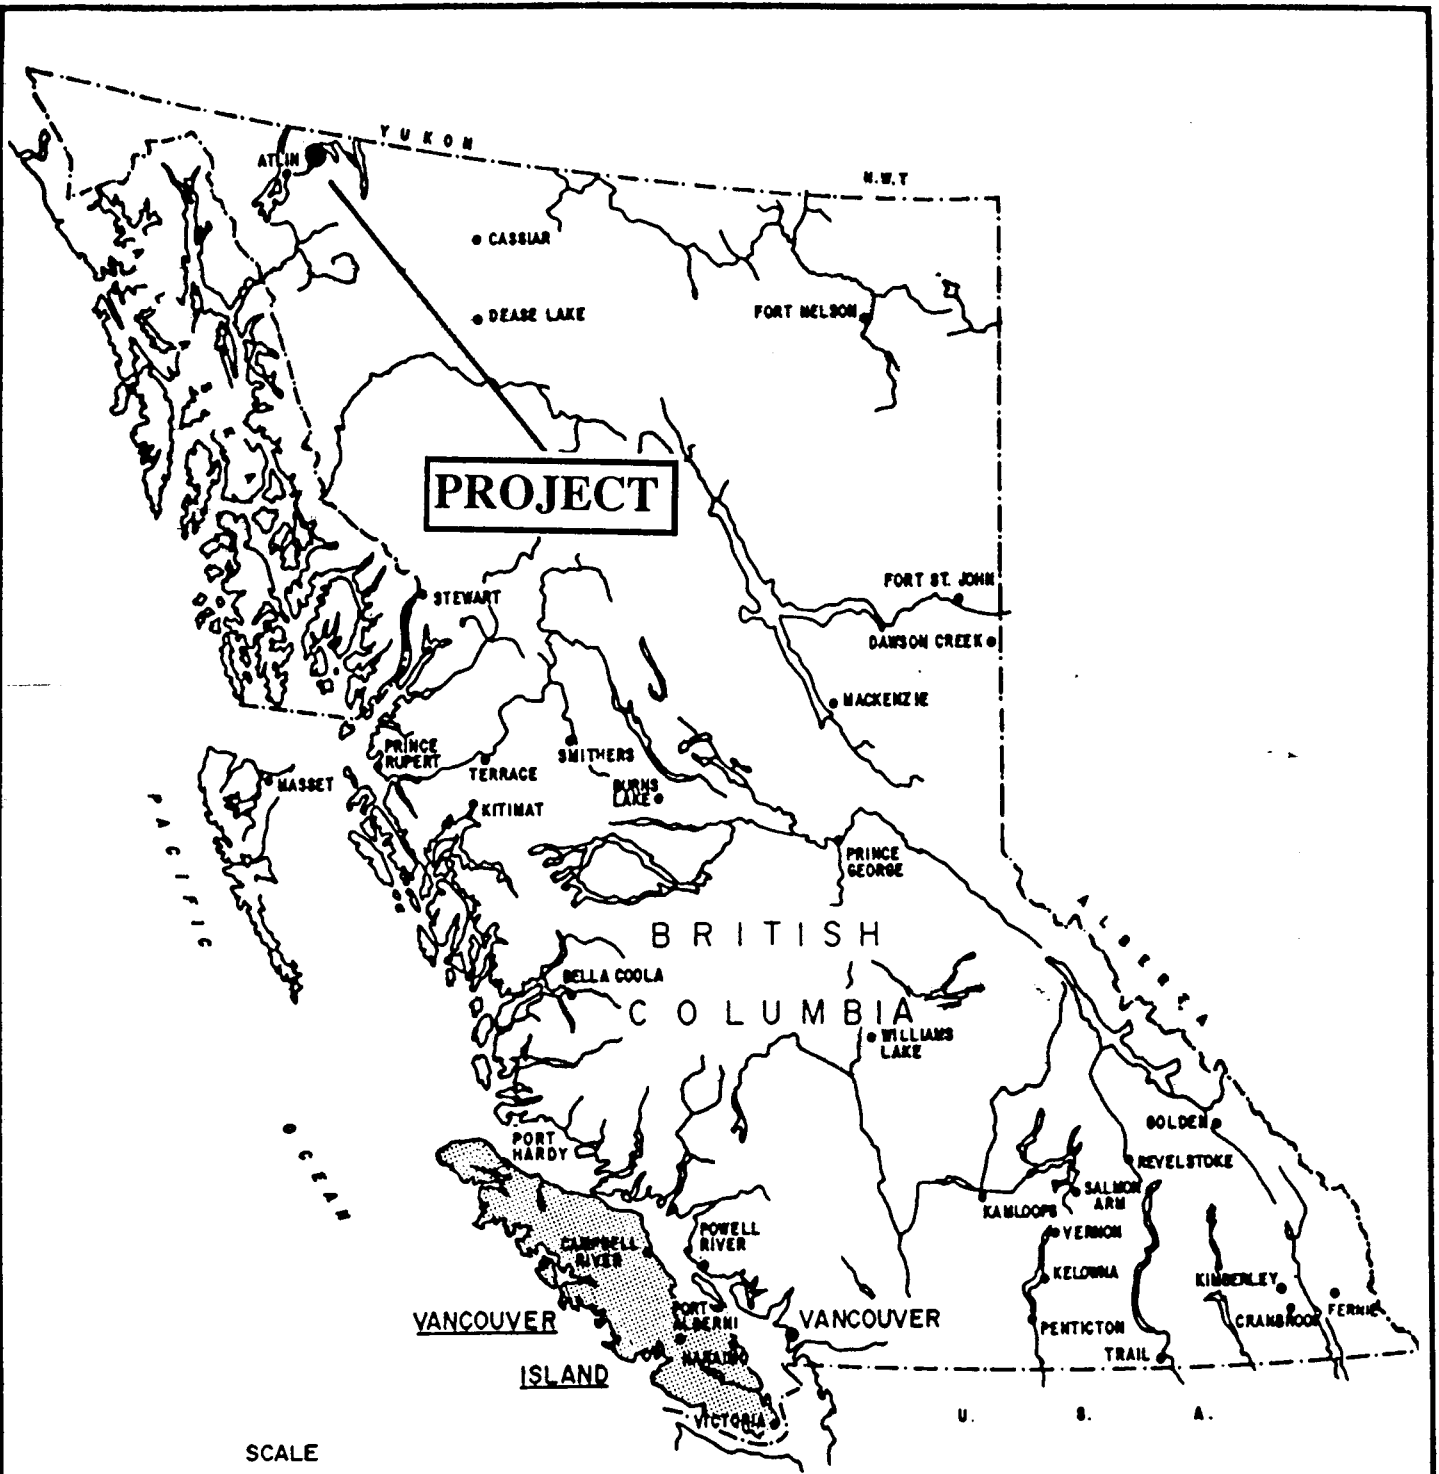 YUKON
N.W.T
ATLIN
CASSIAR
DEASE LAKE
FORT NELSON
PROJECT
STEWART
FORT ST. JOHN
DAWSON CREEK
MACKENZIE
PRINCE
RUPERT
TERRACE
SMITHERS
MASSET
KITIMAT
BURNS
LAKE
PACIFIC
PRINCE
GEORGE
BRITISH
ALBERTA
BELLA COOLA
COLUMBIA
WILLIAMS
LAKE
OCEAN
PORT
HARDY
GOLDEN
REVELSTOKE
SALMON
ARM
KAMLOOPS
VERNON
POWELL
RIVER
CAMPBELL
RIVER
KELOWNA
KIMBERLEY
FERNIE
CRANBROOK
PORT
ALBERNI
VANCOUVER
VANCOUVER
PENTICTON
NANAIMO
TRAIL
ISLAND
VICTORIA
U. S. A.
SCALE